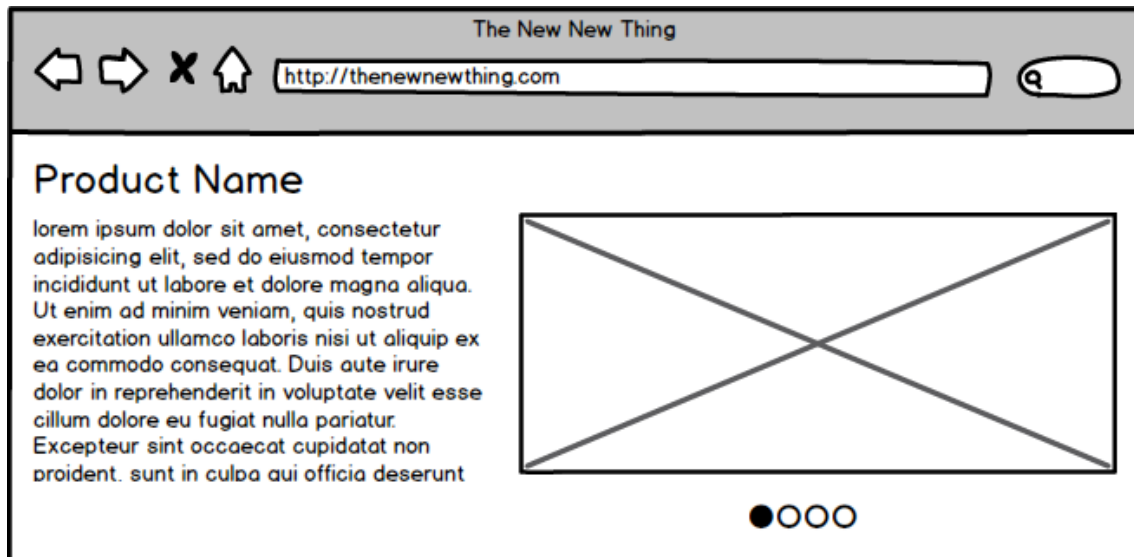 The New New Thing
http://thenewnewthing.com
Product Name
lorem ipsum dolor sit amet, consectetur
adipisicing elit, sed do eiusmod tempor
incididunt ut labore et dolore magna aliqua.
Ut enim ad minim veniam, quis nostrud
exercitation ullamco laboris nisi ut aliquip ex
ea commodo consequat. Duis aute irure
dolor in reprehenderit in voluptate velit esse
cillum dolore eu fugiat nulla pariatur.
Excepteur sint occaecat cupidatat non
proident, sunt in culpa qui officia deserunt